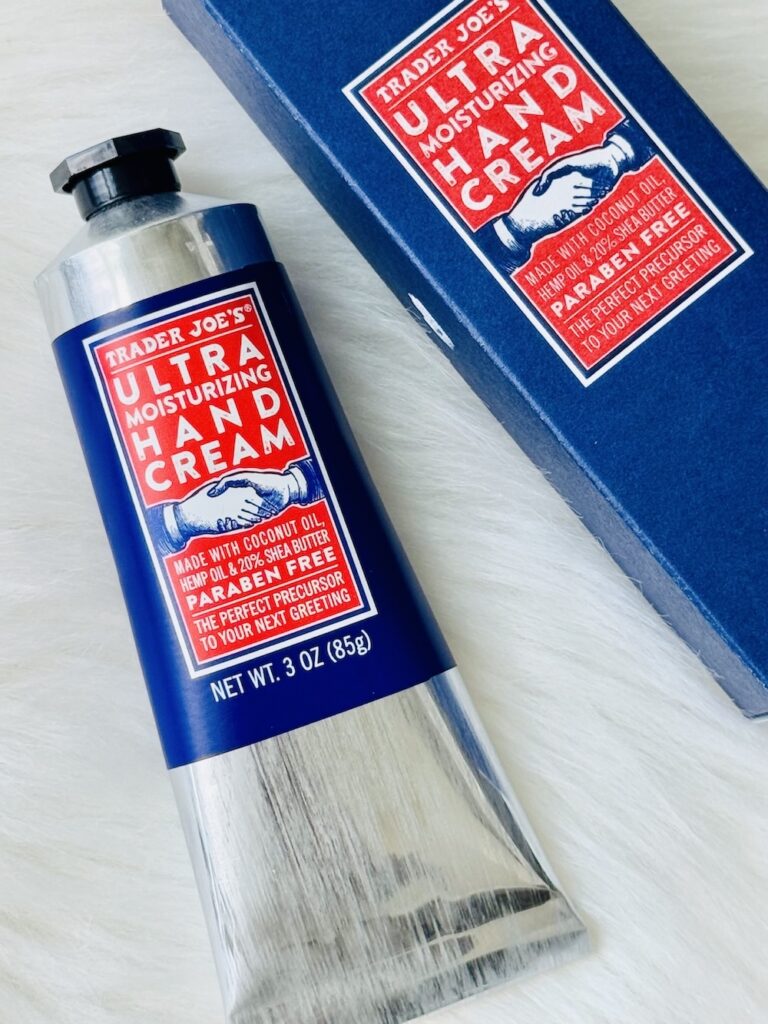 TRADER JOE'S®
ULTRA
MOISTURIZING
HAND
CREAM
MADE WITH COCONUT OIL,
HEMP OIL & 20% SHEA BUTTER
PARABEN FREE
THE PERFECT PRECURSOR
TO YOUR NEXT GREETING
NET WT. 3 OZ (85g)
TRADER JOE'S
ULTRA
MOISTURIZING
HAND
CREAM
MADE WITH COCONUT OIL,
HEMP OIL & 20% SHEA BUTTER
PARABEN FREE
THE PERFECT PRECURSOR
TO YOUR NEXT GREETING